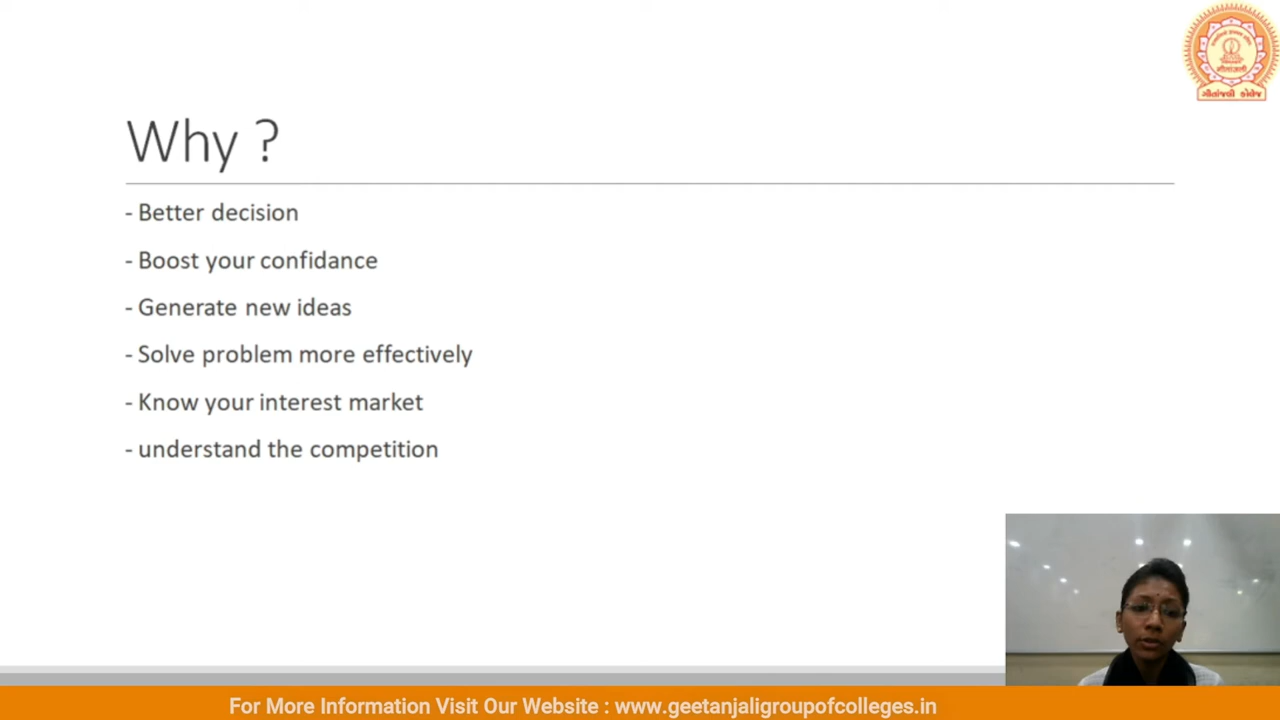 ગીતાંજલી કોલેજ
Why ?
- Better decision
- Boost your confidance
- Generate new ideas
- Solve problem more effectively
- Know your interest market
- understand the competition
For More Information Visit Our Website : www.geetanjaligroupofcolleges.in